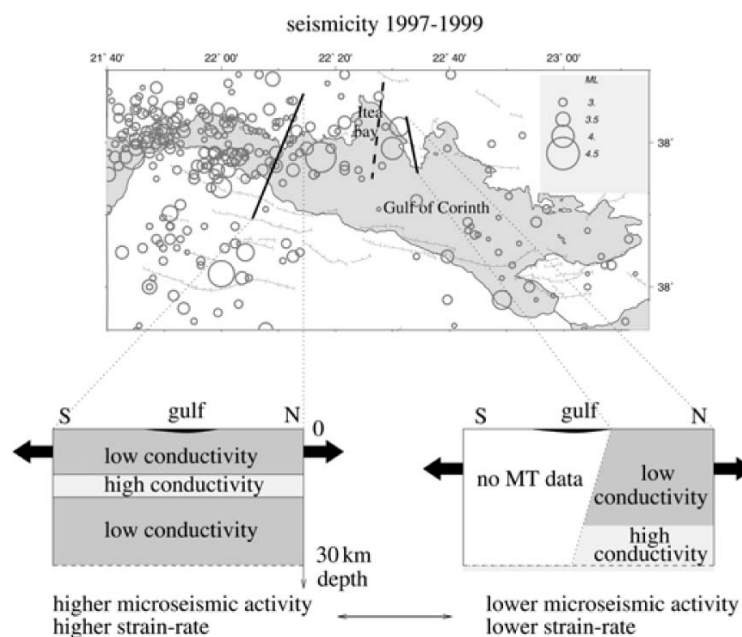 seismicity 1997-1999
21˚ 40' 22˚ 00' 22˚ 20' 22˚ 40' 23˚ 00'
ML
3.
3.5
4.
4.5
Itea
bay
38˚
Gulf of Corinth
38˚
S gulf N
0
low conductivity
high conductivity
low conductivity
30 km
depth
higher microseismic activity
higher strain-rate
S gulf N
no MT data
low
conductivity
high
conductivity
lower microseismic activity
lower strain-rate